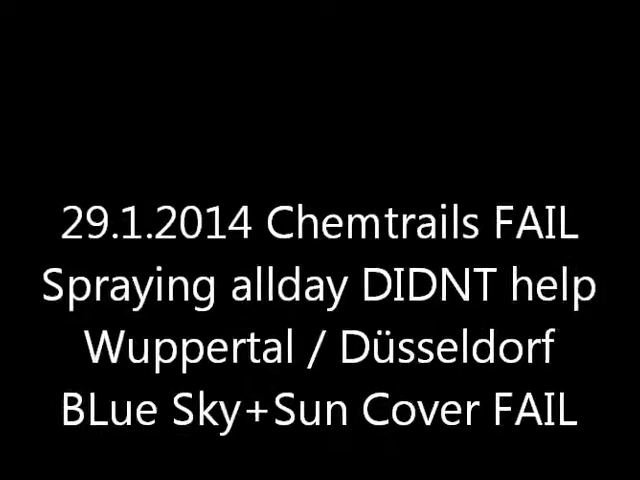 29.1.2014 Chemtrails FAIL
Spraying allday DIDNT help
Wuppertal / Düsseldorf
BLue Sky+Sun Cover FAIL